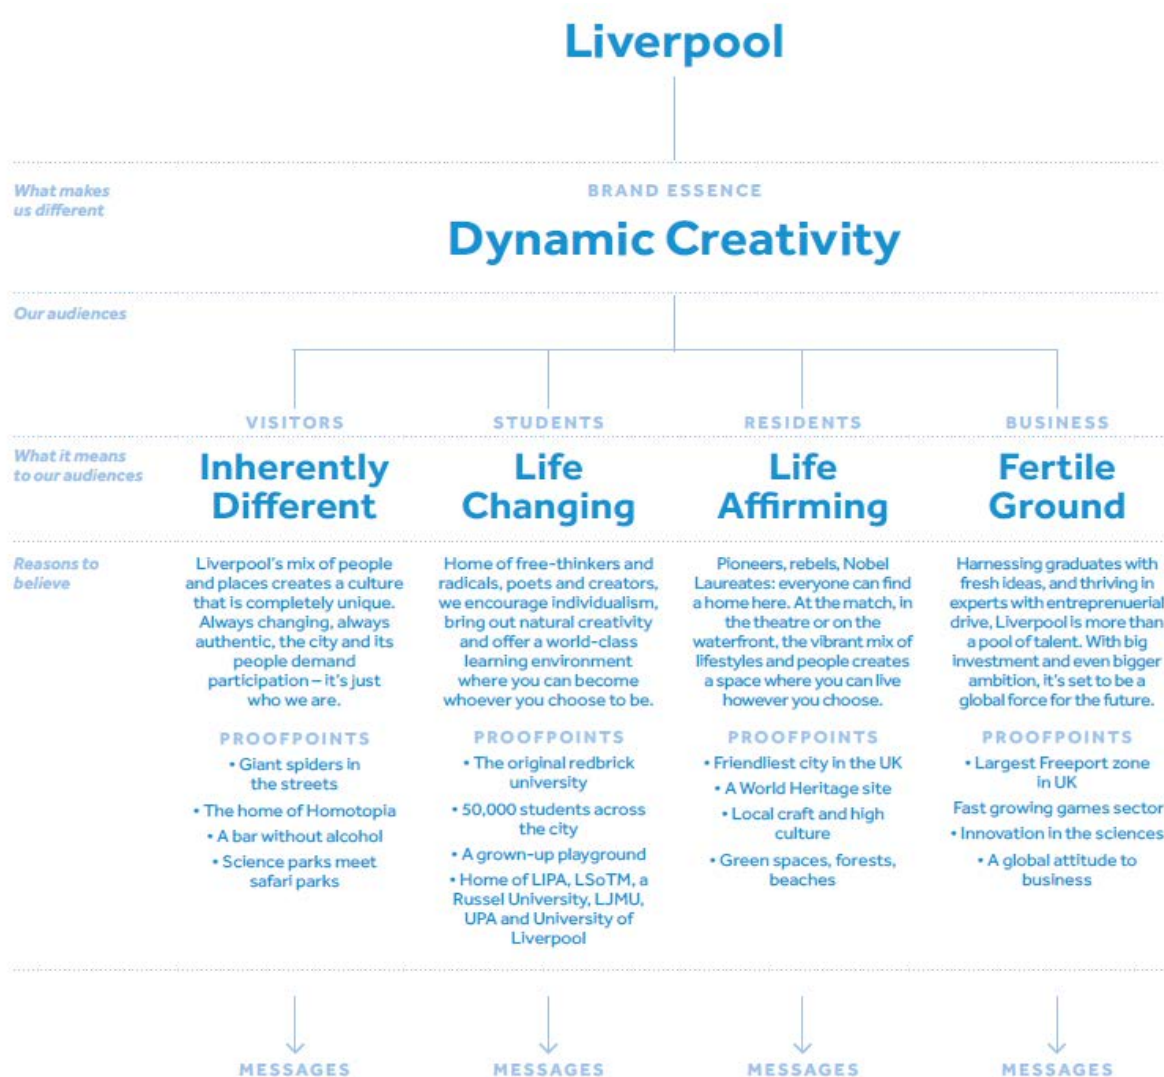 Liverpool
What makes
us different
BRAND ESSENCE
Dynamic Creativity
Our audiences
VISITORS
STUDENTS
RESIDENTS
BUSINESS
What it means
to our audiences
Inherently
Different
Life
Changing
Life
Affirming
Fertile
Ground
Reasons to
believe
Liverpool's mix of people
and places creates a culture
that is completely unique.
Always changing, always
authentic, the city and its
people demand
participation – it's just
who we are.
PROOFPOINTS
• Giant spiders in
the streets
• The home of Homotopia
• A bar without alcohol
• Science parks meet
safari parks
Home of free-thinkers and
radicals, poets and creators,
we encourage individualism,
bring out natural creativity
and offer a world-class
learning environment
where you can become
whoever you choose to be.
PROOFPOINTS
• The original redbrick
university
• 50,000 students across
the city
• A grown-up playground
• Home of LIPA, LSoTM, a
Russel University, LJMU,
UPA and University of
Liverpool
Pioneers, rebels, Nobel
Laureates: everyone can find
a home here. At the match, in
the theatre or on the
waterfront, the vibrant mix of
lifestyles and people creates
a space where you can live
however you choose.
PROOFPOINTS
• Friendliest city in the UK
• A World Heritage site
• Local craft and high
culture
• Green spaces, forests,
beaches
Harnessing graduates with
fresh ideas, and thriving in
experts with entreprenuerial
drive, Liverpool is more than
a pool of talent. With big
investment and even bigger
ambition, it's set to be a
global force for the future.
PROOFPOINTS
• Largest Freeport zone
in UK
Fast growing games sector
• Innovation in the sciences
• A global attitude to
business
MESSAGES
MESSAGES
MESSAGES
MESSAGES